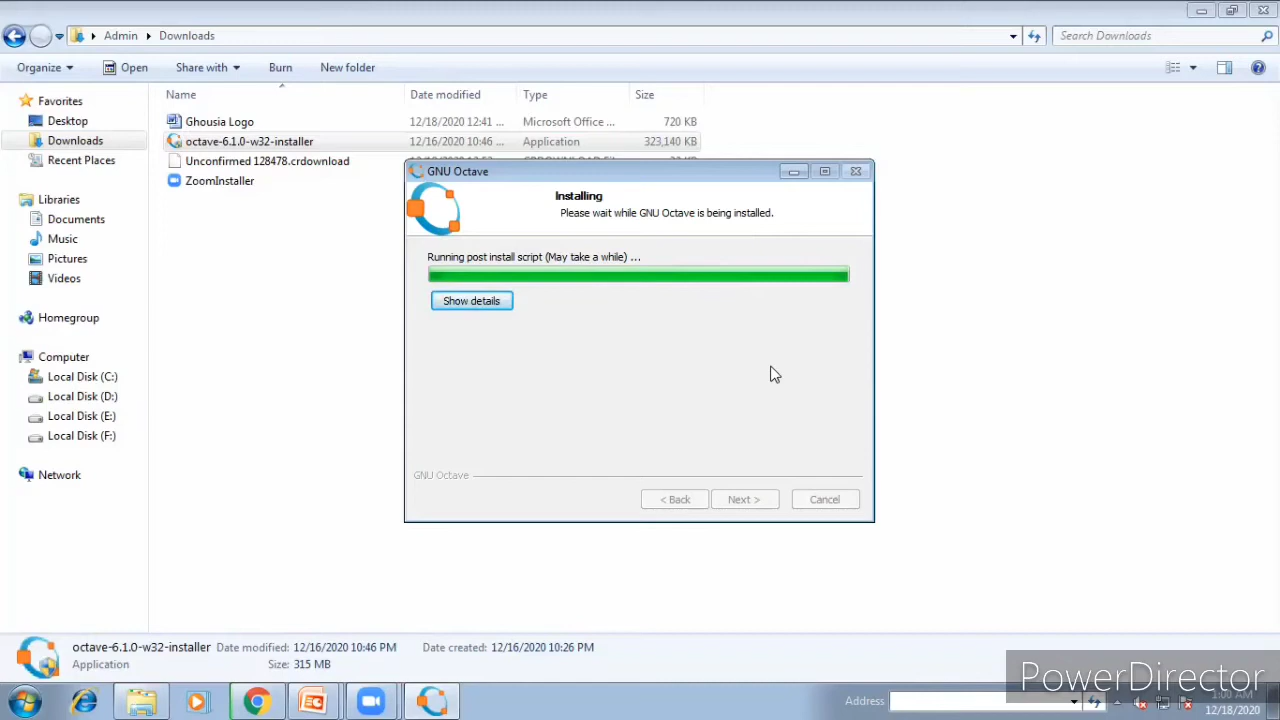 Admin
Downloads
Search Downloads
Organize
Open
Share with
Burn
New folder
Name
Date modified
Type
Size
Favorites
Desktop
Downloads
Recent Places
Libraries
Documents
Music
Pictures
Videos
Homegroup
Computer
Local Disk (C:)
Local Disk (D:)
Local Disk (E:)
Local Disk (F:)
Network
Ghousia Logo 12/18/2020 12:41 ... Microsoft Office ... 720 KB
octave-6.1.0-w32-installer 12/16/2020 10:46 ... Application 323,140 KB
Unconfirmed 128478.crdownload
ZoomInstaller
GNU Octave
Installing
Please wait while GNU Octave is being installed.
Running post install script (May take a while) ...
Show details
GNU Octave
< Back
Next >
Cancel
octave-6.1.0-w32-installer Date modified: 12/16/2020 10:46 PM Date created: 12/16/2020 10:26 PM
Application Size: 315 MB
PowerDirector
Address
1:00 AM
12/18/2020